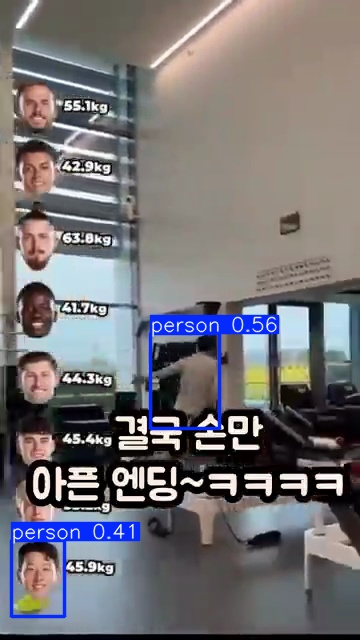 55.1kg
42.9kg
63.8kg
41.7kg
person 0.56
44.3kg
45.4kg
결국 손만
아픈 엔딩~ㅋㅋㅋㅋ
person 0.41
45.9kg